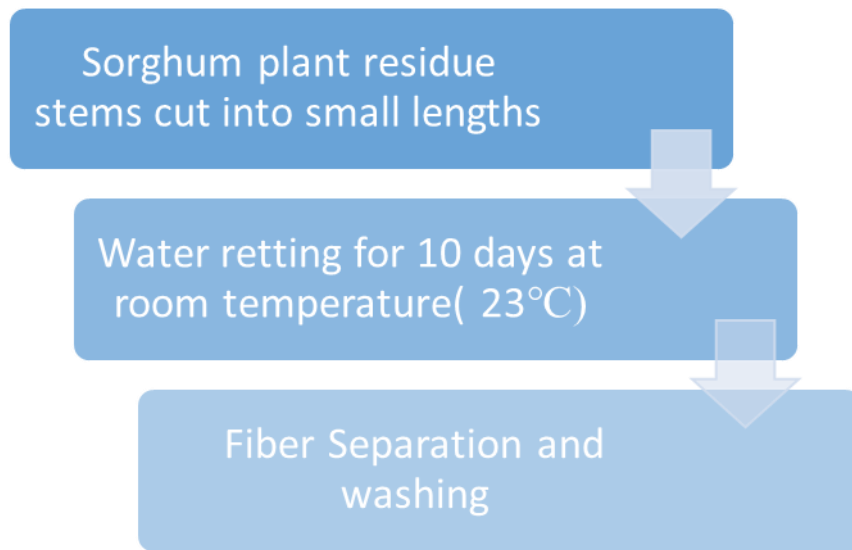 Sorghum plant residue
stems cut into small lengths
Water retting for 10 days at
room temperature( 23℃)
Fiber Separation and
washing